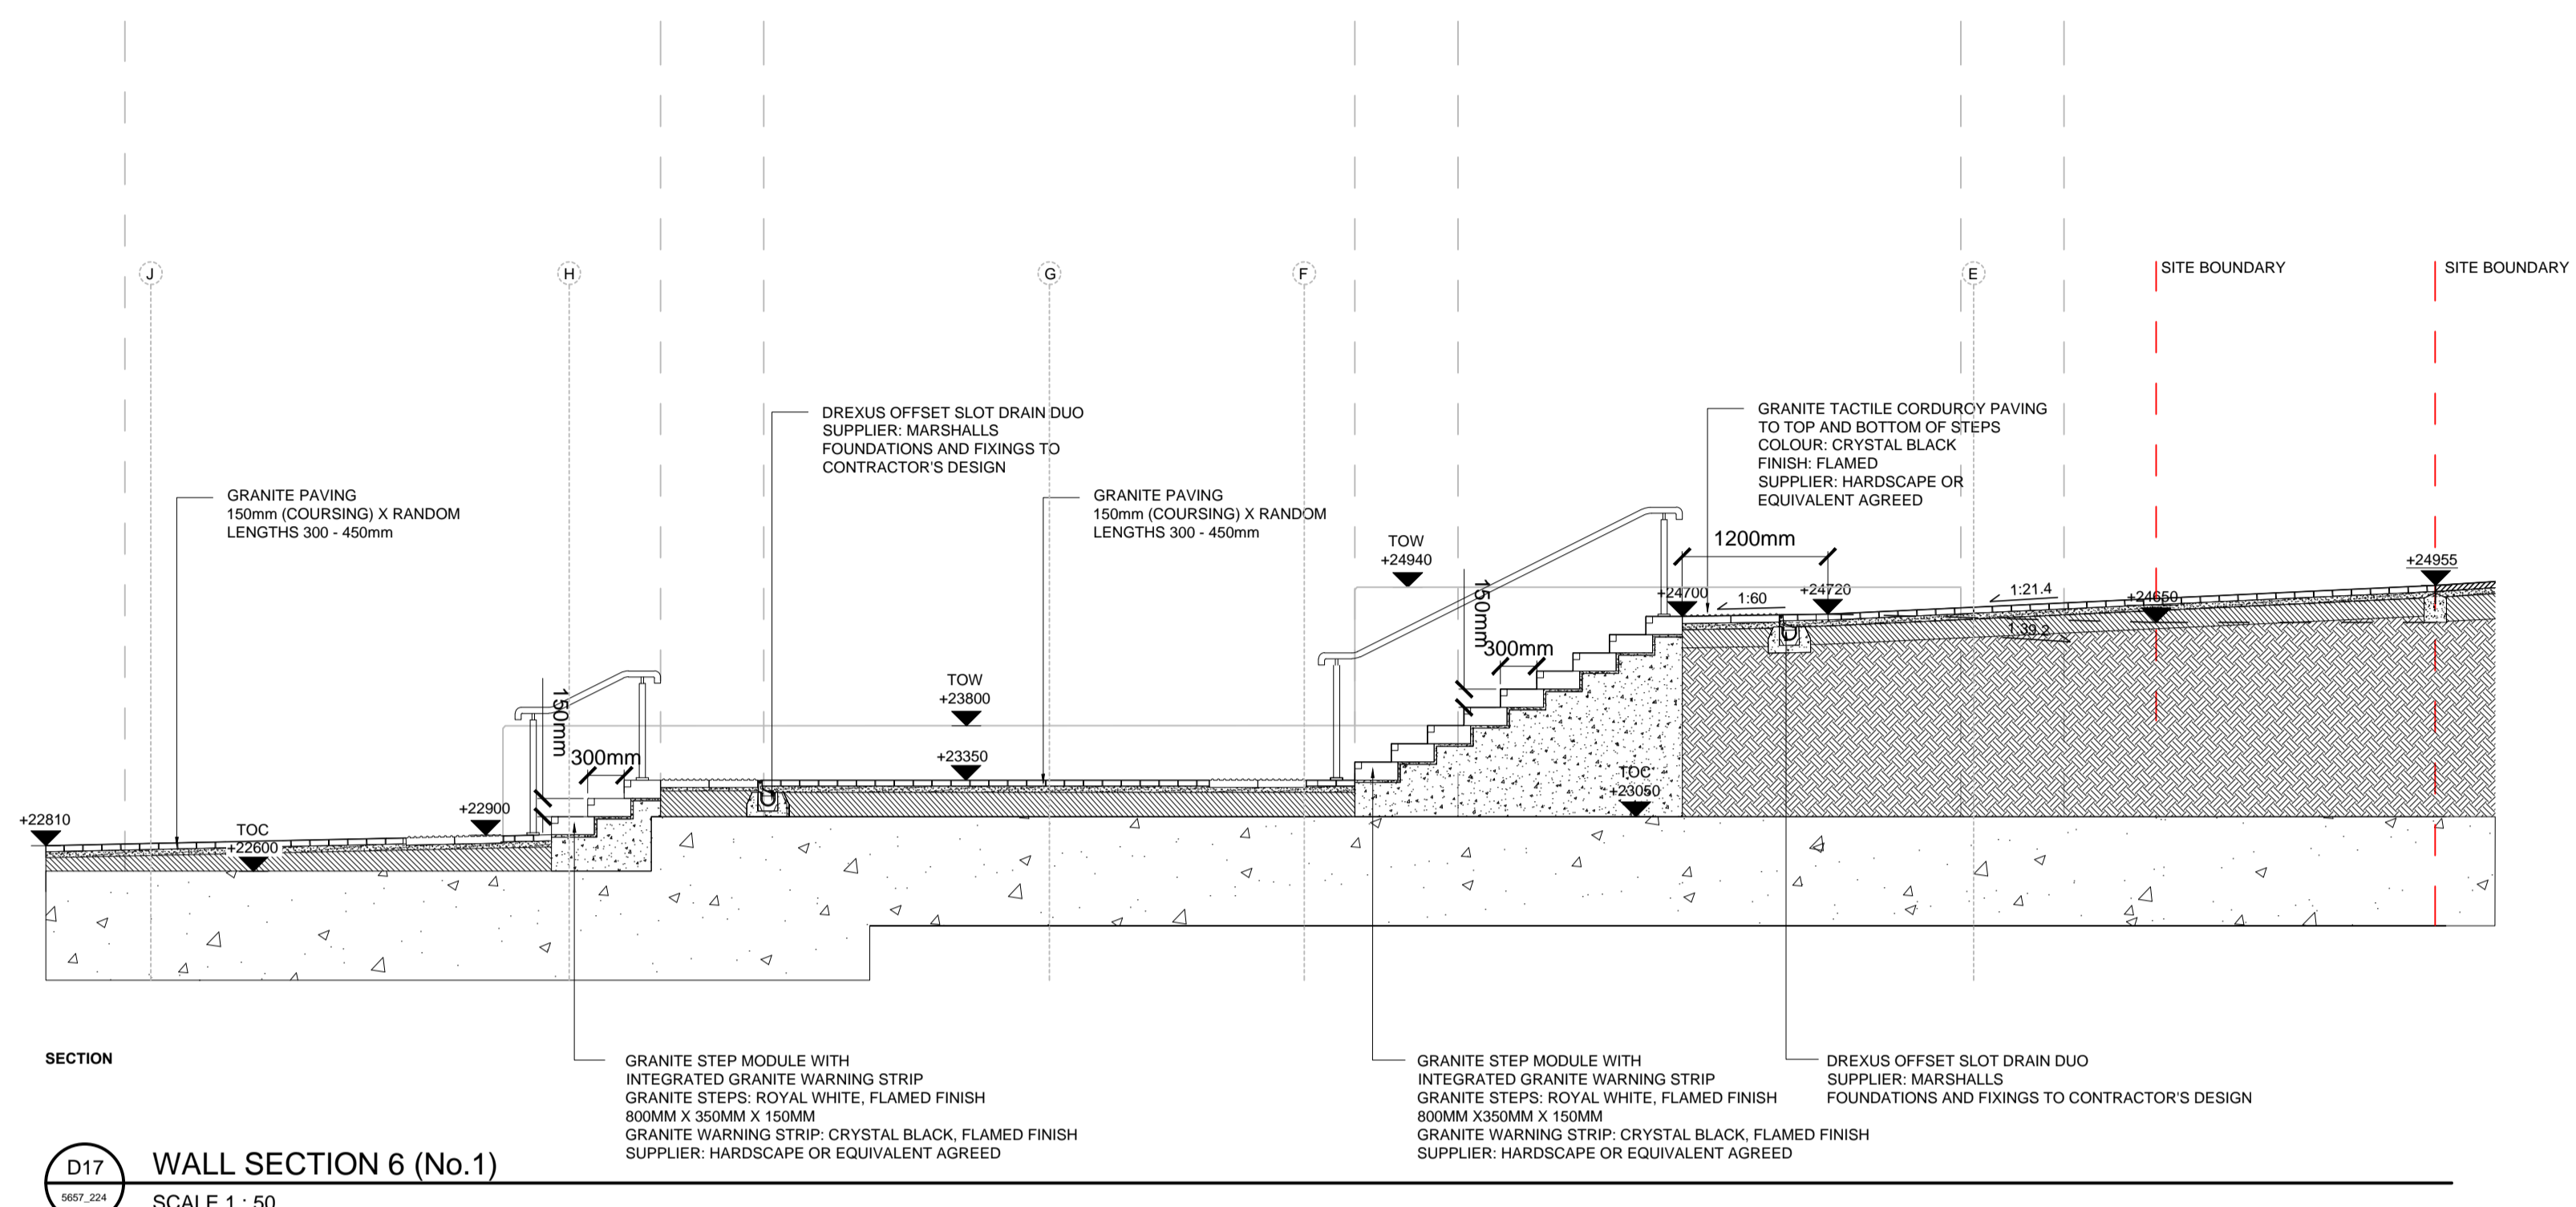 J
H
G
F
E
SITE BOUNDARY
SITE BOUNDARY
DREXUS OFFSET SLOT DRAIN DUO
SUPPLIER: MARSHALLS
FOUNDATIONS AND FIXINGS TO
CONTRACTOR'S DESIGN
GRANITE TACTILE CORDUROY PAVING
TO TOP AND BOTTOM OF STEPS
COLOUR: CRYSTAL BLACK
FINISH: FLAMED
SUPPLIER: HARDSCAPE OR
EQUIVALENT AGREED
GRANITE PAVING
150mm (COURSING) X RANDOM
LENGTHS 300 - 450mm
GRANITE PAVING
150mm (COURSING) X RANDOM
LENGTHS 300 - 450mm
TOW
+24940
1200mm
+24955
+24700
1:60
+24720
1:21.4
+24650
1:39.2
150mm
300mm
TOW
+23800
150mm
300mm
+23350
TOC
+23050
+22900
+22810
TOC
+22600
SECTION
GRANITE STEP MODULE WITH
INTEGRATED GRANITE WARNING STRIP
GRANITE STEPS: ROYAL WHITE, FLAMED FINISH
800MM X 350MM X 150MM
GRANITE WARNING STRIP: CRYSTAL BLACK, FLAMED FINISH
SUPPLIER: HARDSCAPE OR EQUIVALENT AGREED
GRANITE STEP MODULE WITH
INTEGRATED GRANITE WARNING STRIP
GRANITE STEPS: ROYAL WHITE, FLAMED FINISH
800MM X350MM X 150MM
GRANITE WARNING STRIP: CRYSTAL BLACK, FLAMED FINISH
SUPPLIER: HARDSCAPE OR EQUIVALENT AGREED
DREXUS OFFSET SLOT DRAIN DUO
SUPPLIER: MARSHALLS
FOUNDATIONS AND FIXINGS TO CONTRACTOR'S DESIGN
D17
5657_224
WALL SECTION 6 (No.1)
SCALE 1 : 50